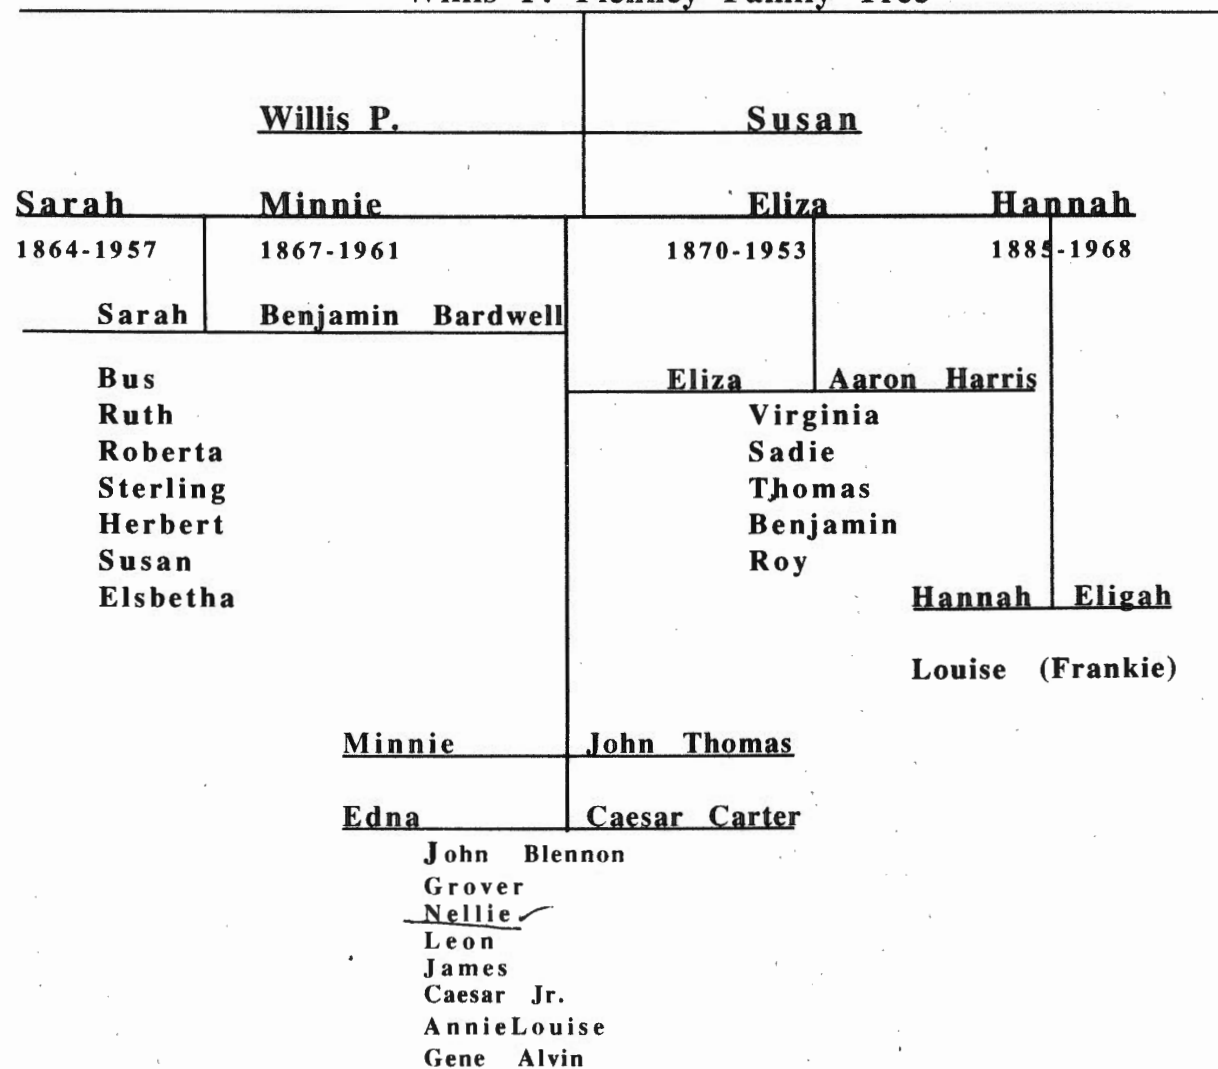 Family Tree
Willis P. Susan
Sarah Minnie Eliza Hannah
1864-1957 1867-1961 1870-1953 1885-1968
Sarah Benjamin Bardwell
Bus Eliza Aaron Harris
Ruth Virginia
Roberta Sadie
Sterling Thomas
Herbert Benjamin
Susan Roy
Elsbetha Hannah Eligah
Louise (Frankie)
Minnie John Thomas
Edna Caesar Carter
John Blennon
Grover
Nellie
Leon
James
Caesar Jr.
AnnieLouise
Gene Alvin